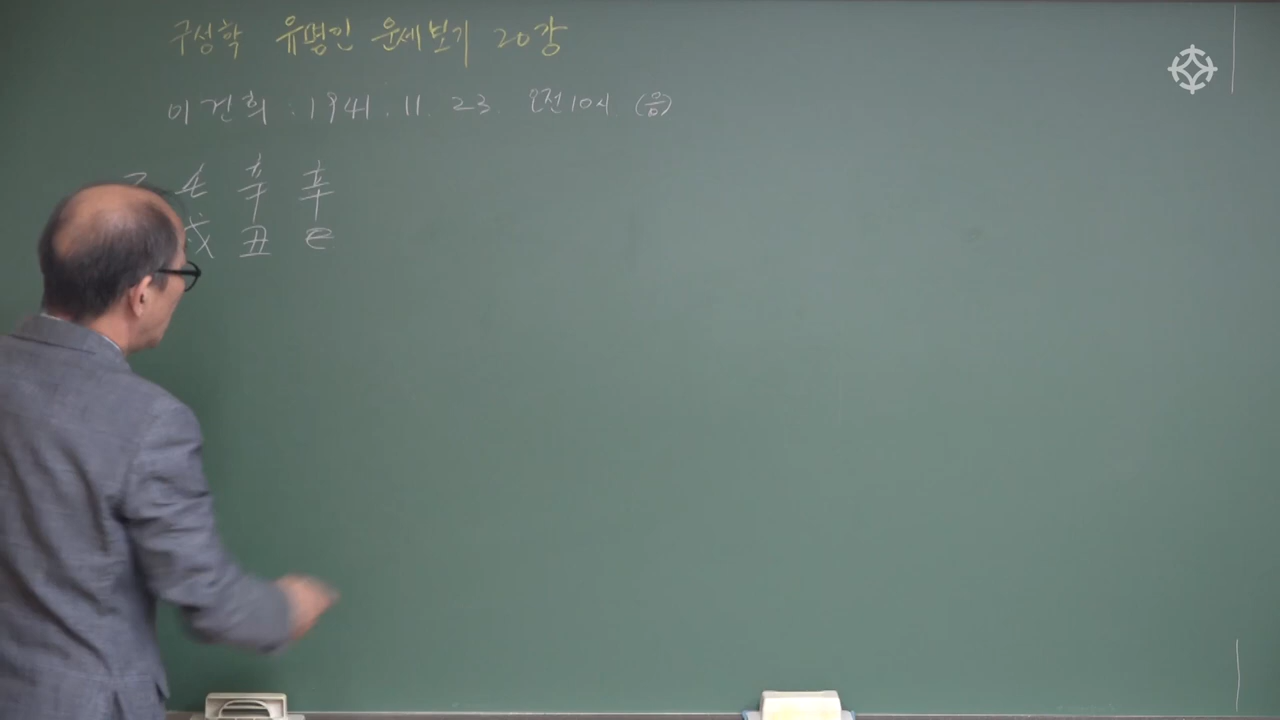 구성학 유명인 운세보기 20강
이건희 : 1941. 11. 23. 오전10시 (음)
壬 辛 辛
戌 丑 巳